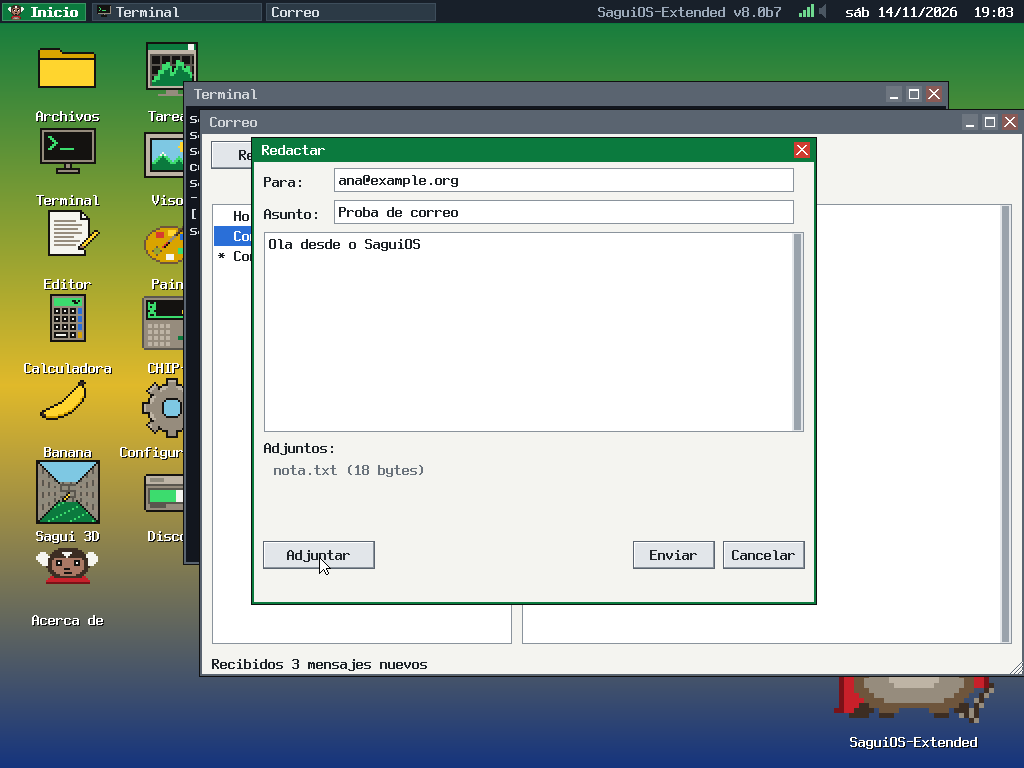 Inicio Terminal Correo SaguiOS-Extended v8.0b7 sáb 14/11/2026 19:03
Archivos
Terminal
Editor
Calculadora
Banana
Sagui 3D
Acerca de
Terminal
Correo
Redactar
Para: ana@example.org
Asunto: Proba de correo
Ola desde o SaguiOS
Adjuntos:
nota.txt (18 bytes)
Adjuntar Enviar Cancelar
Recibidos 3 mensajes nuevos
SaguiOS-Extended